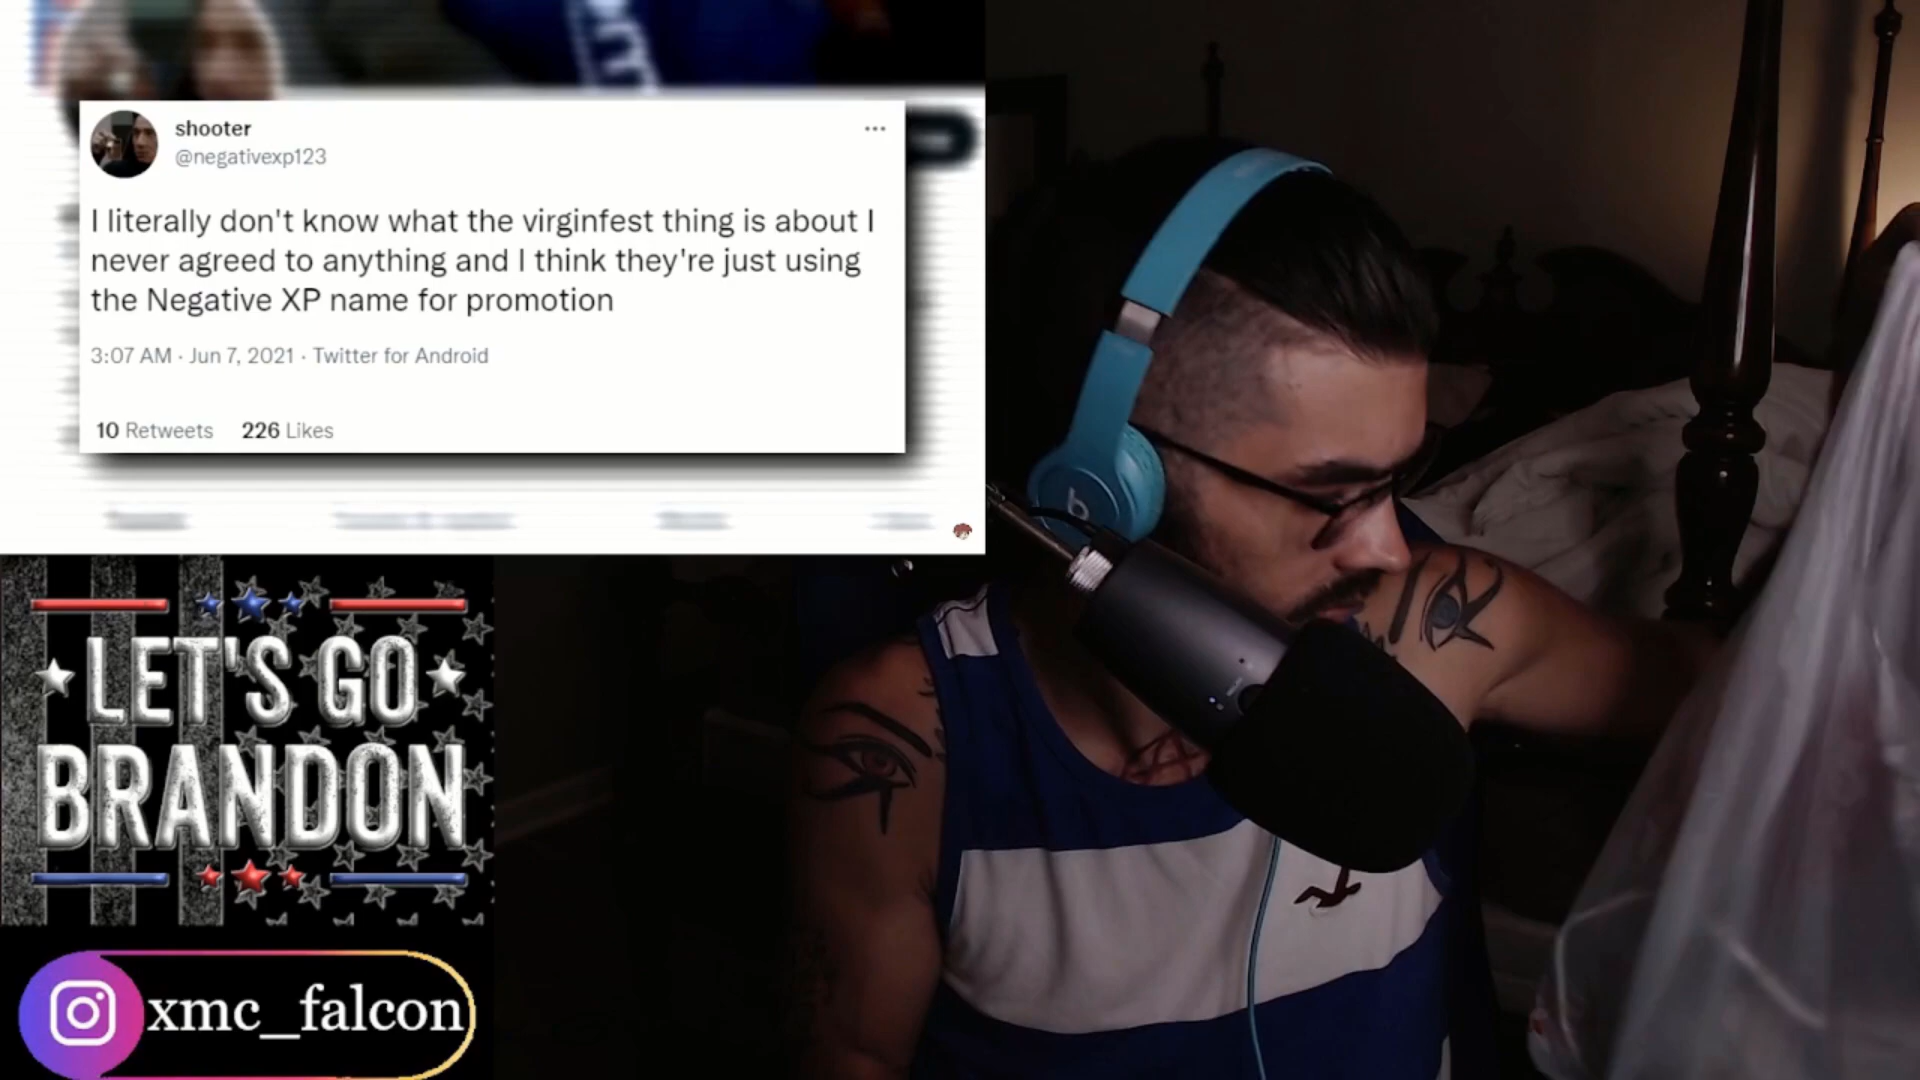 shooter
@negativexp123
I literally don't know what the virginfest thing is about I
never agreed to anything and I think they're just using
the Negative XP name for promotion
3:07 AM · Jun 7, 2021 · Twitter for Android
10 Retweets 226 Likes
LET'S GO
BRANDON
xmc_falcon